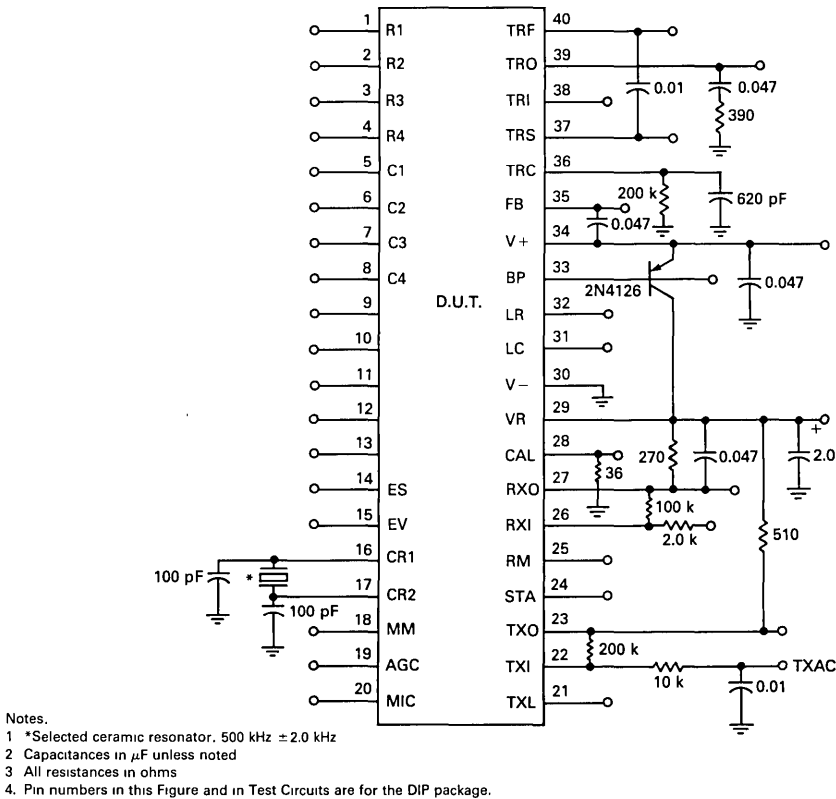 1 R1
2 R2
3 R3
4 R4
5 C1
6 C2
7 C3
8 C4
9
10
11
12
13
14 ES
15 EV
16 CR1
17 CR2
18 MM
19 AGC
20 MIC
100 pF
*
100 pF
D.U.T.
TRF 40
TRO 39
TRI 38
TRS 37
TRC 36
FB 35
V+ 34
BP 33
LR 32
LC 31
V− 30
VR 29
CAL 28
RXO 27
RXI 26
RM 25
STA 24
TXO 23
TXI 22
TXL 21
0.01
0.047
390
200 k
620 pF
0.047
2N4126
0.047
+
270
0.047
2.0
36
100 k
2.0 k
510
200 k
10 k
TXAC
0.01
Notes.
1 *Selected ceramic resonator. 500 kHz ±2.0 kHz
2 Capacitances in μF unless noted
3 All resistances in ohms
4. Pin numbers in this Figure and in Test Circuits are for the DIP package.